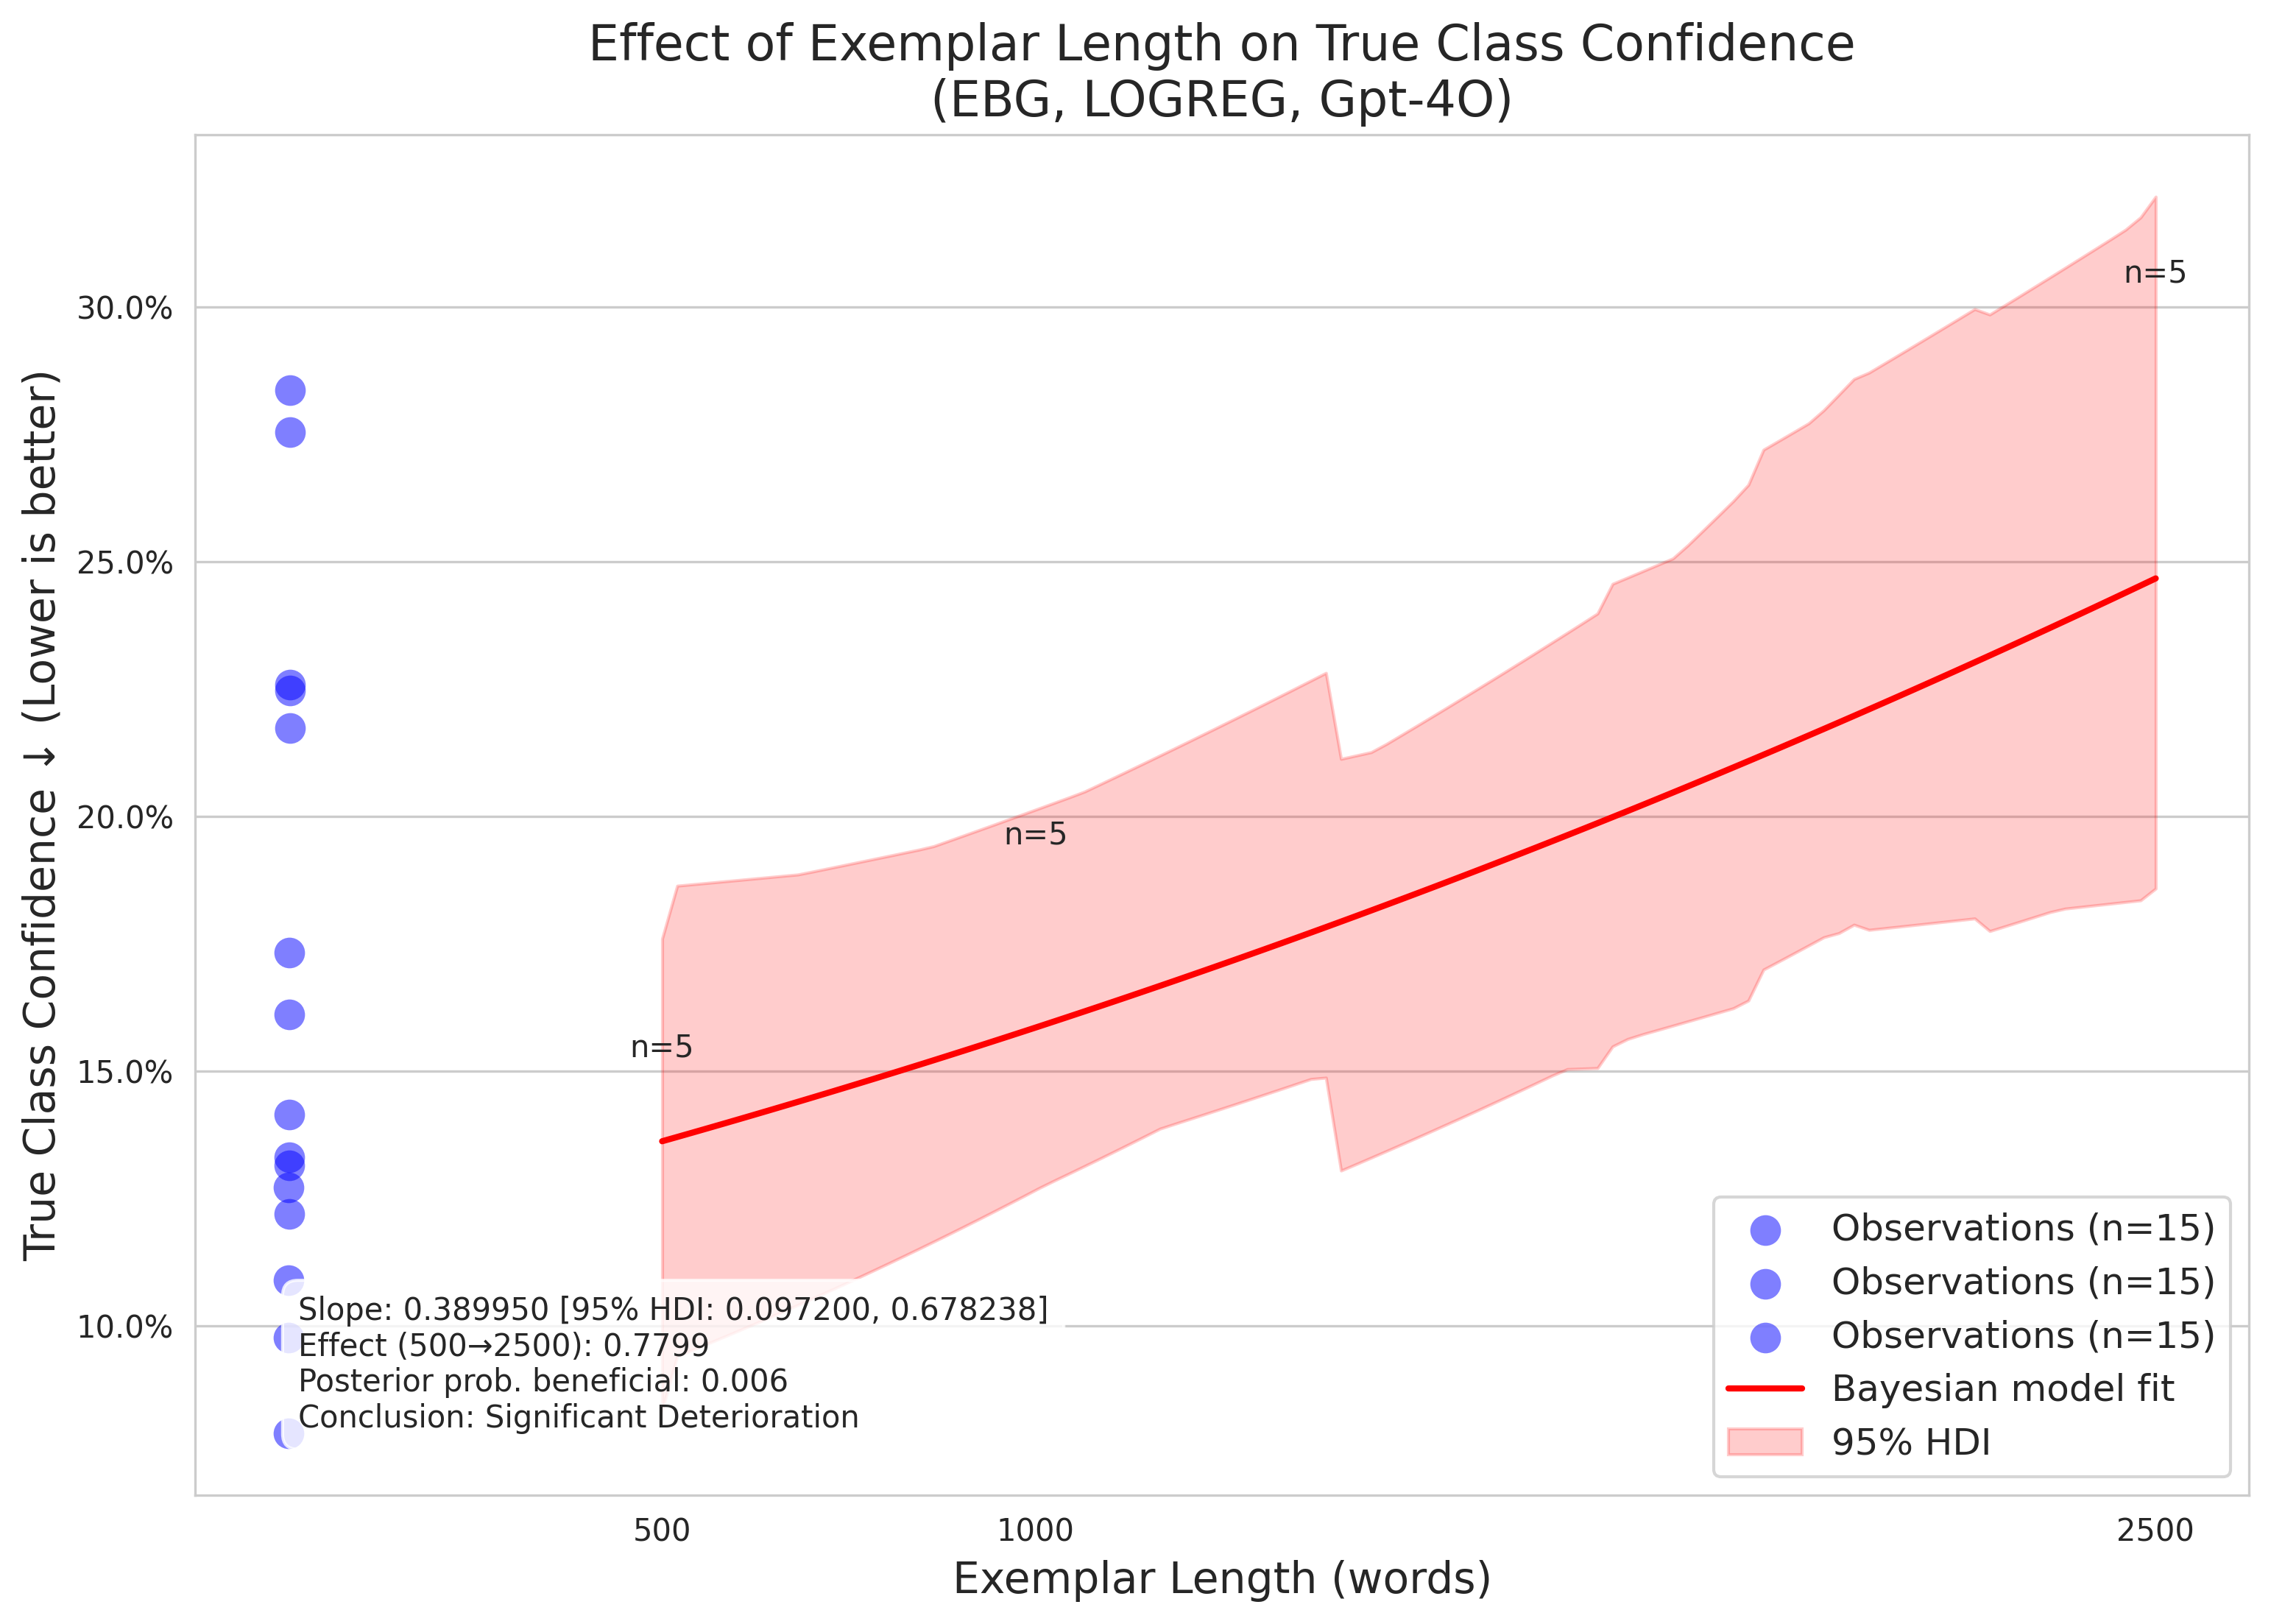 Effect of Exemplar Length on True Class Confidence
(EBG, LOGREG, Gpt-4O)
True Class Confidence ↓ (Lower is better)
30.0%
25.0%
20.0%
15.0%
10.0%
n=5
n=5
n=5
Slope: 0.389950 [95% HDI: 0.097200, 0.678238]
Effect (500→2500): 0.7799
Posterior prob. beneficial: 0.006
Conclusion: Significant Deterioration
Observations (n=15)
Observations (n=15)
Observations (n=15)
Bayesian model fit
95% HDI
500
1000
2500
Exemplar Length (words)